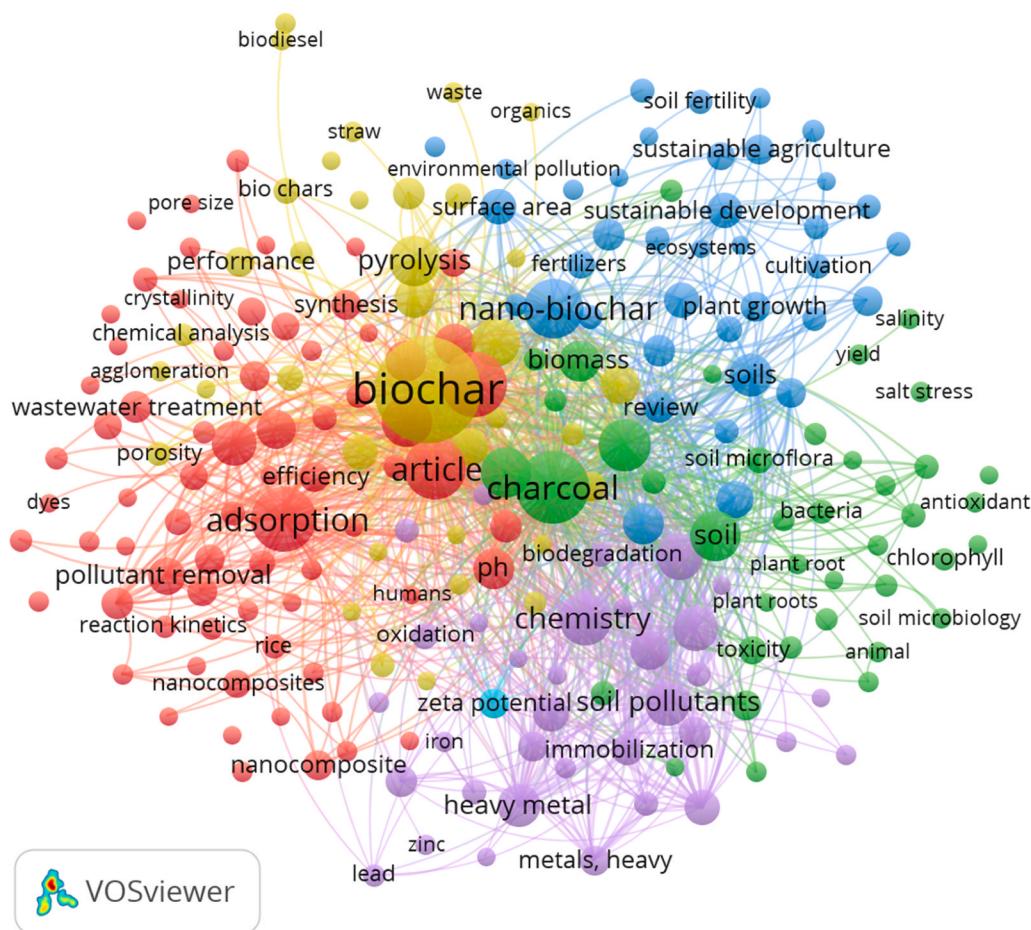 biodiesel
waste
soil fertility
organics
straw
sustainable agriculture
environmental pollution
bio chars
pore size
surface area
sustainable development
ecosystems
performance
pyrolysis
fertilizers
cultivation
crystallinity
synthesis
nano-biochar
plant growth
salinity
chemical analysis
yield
biomass
agglomeration
soils
biochar
salt stress
wastewater treatment
review
porosity
soil microflora
efficiency
article
charcoal
dyes
antioxidant
bacteria
adsorption
soil
biodegradation
chlorophyll
plant root
pollutant removal
ph
humans
plant roots
reaction kinetics
chemistry
soil microbiology
oxidation
rice
toxicity
animal
nanocomposites
zeta potential
soil pollutants
iron
immobilization
nanocomposite
heavy metal
zinc
metals, heavy
lead
VOSviewer